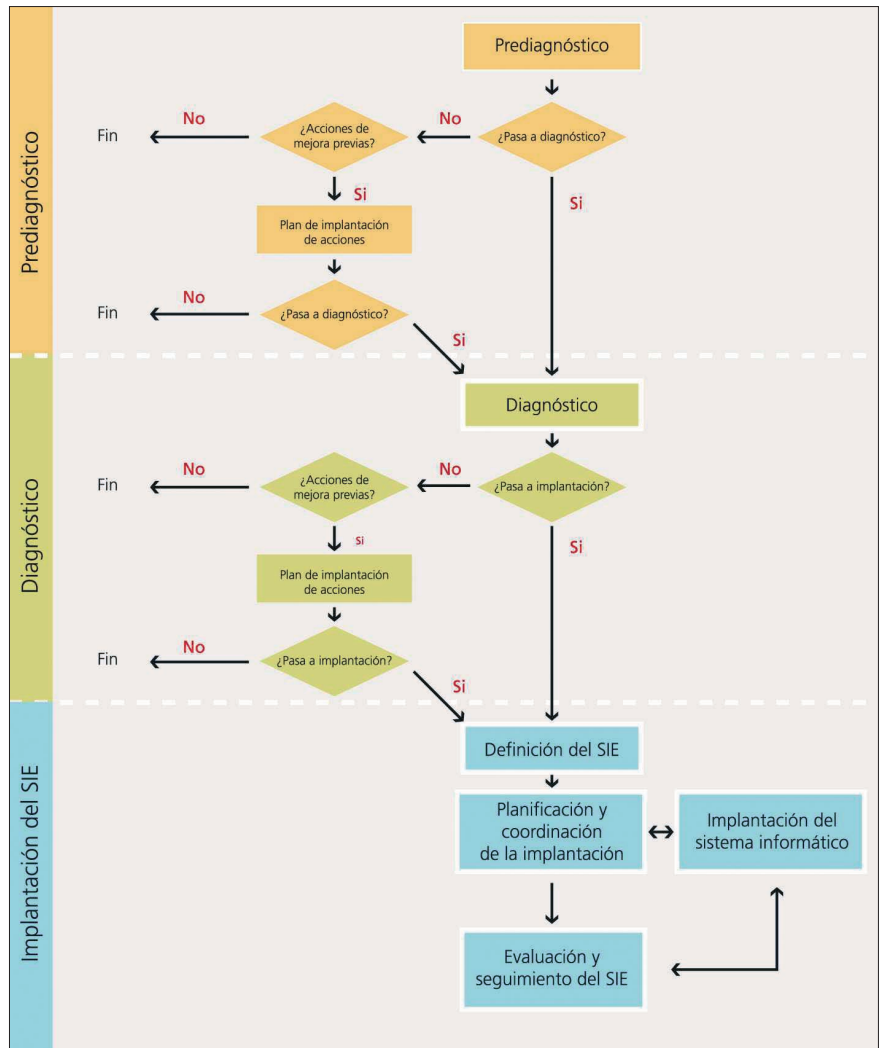 Prediagnóstico
Prediagnóstico
¿Pasa a diagnóstico?
No
¿Acciones de
mejora previas?
No
Fin
Si
Si
Plan de implantación
de acciones
¿Pasa a diagnóstico?
No
Fin
Si
Diagnóstico
Diagnóstico
¿Pasa a implantación?
No
¿Acciones de
mejora previas?
No
Fin
Si
Si
Plan de implantación
de acciones
¿Pasa a implantación?
No
Fin
Si
Implantación del SIE
Definición del SIE
Planificación y
coordinación
de la implantación
Implantación del
sistema informático
Evaluación y
seguimiento del SIE